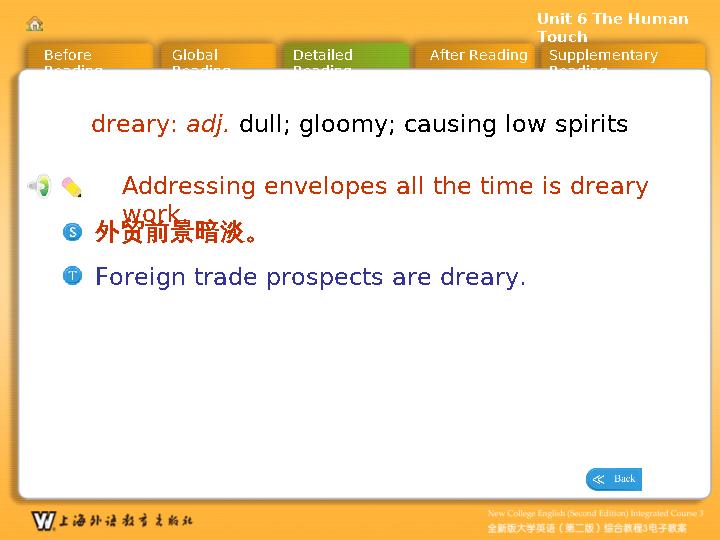 Unit 6 The Human
Touch
Before
Reading
Global
Reading
Detailed
Reading
After Reading
Supplementary
Reading
dreary: adj. dull; gloomy; causing low spirits
Addressing envelopes all the time is dreary
work.
S
外贸前景暗淡。
T
Foreign trade prospects are dreary.
≪ Back
W 上海外语教育出版社
New College English (Second Edition) Integrated Course 3
全新版大学英语（第二版）综合教程3电子教案